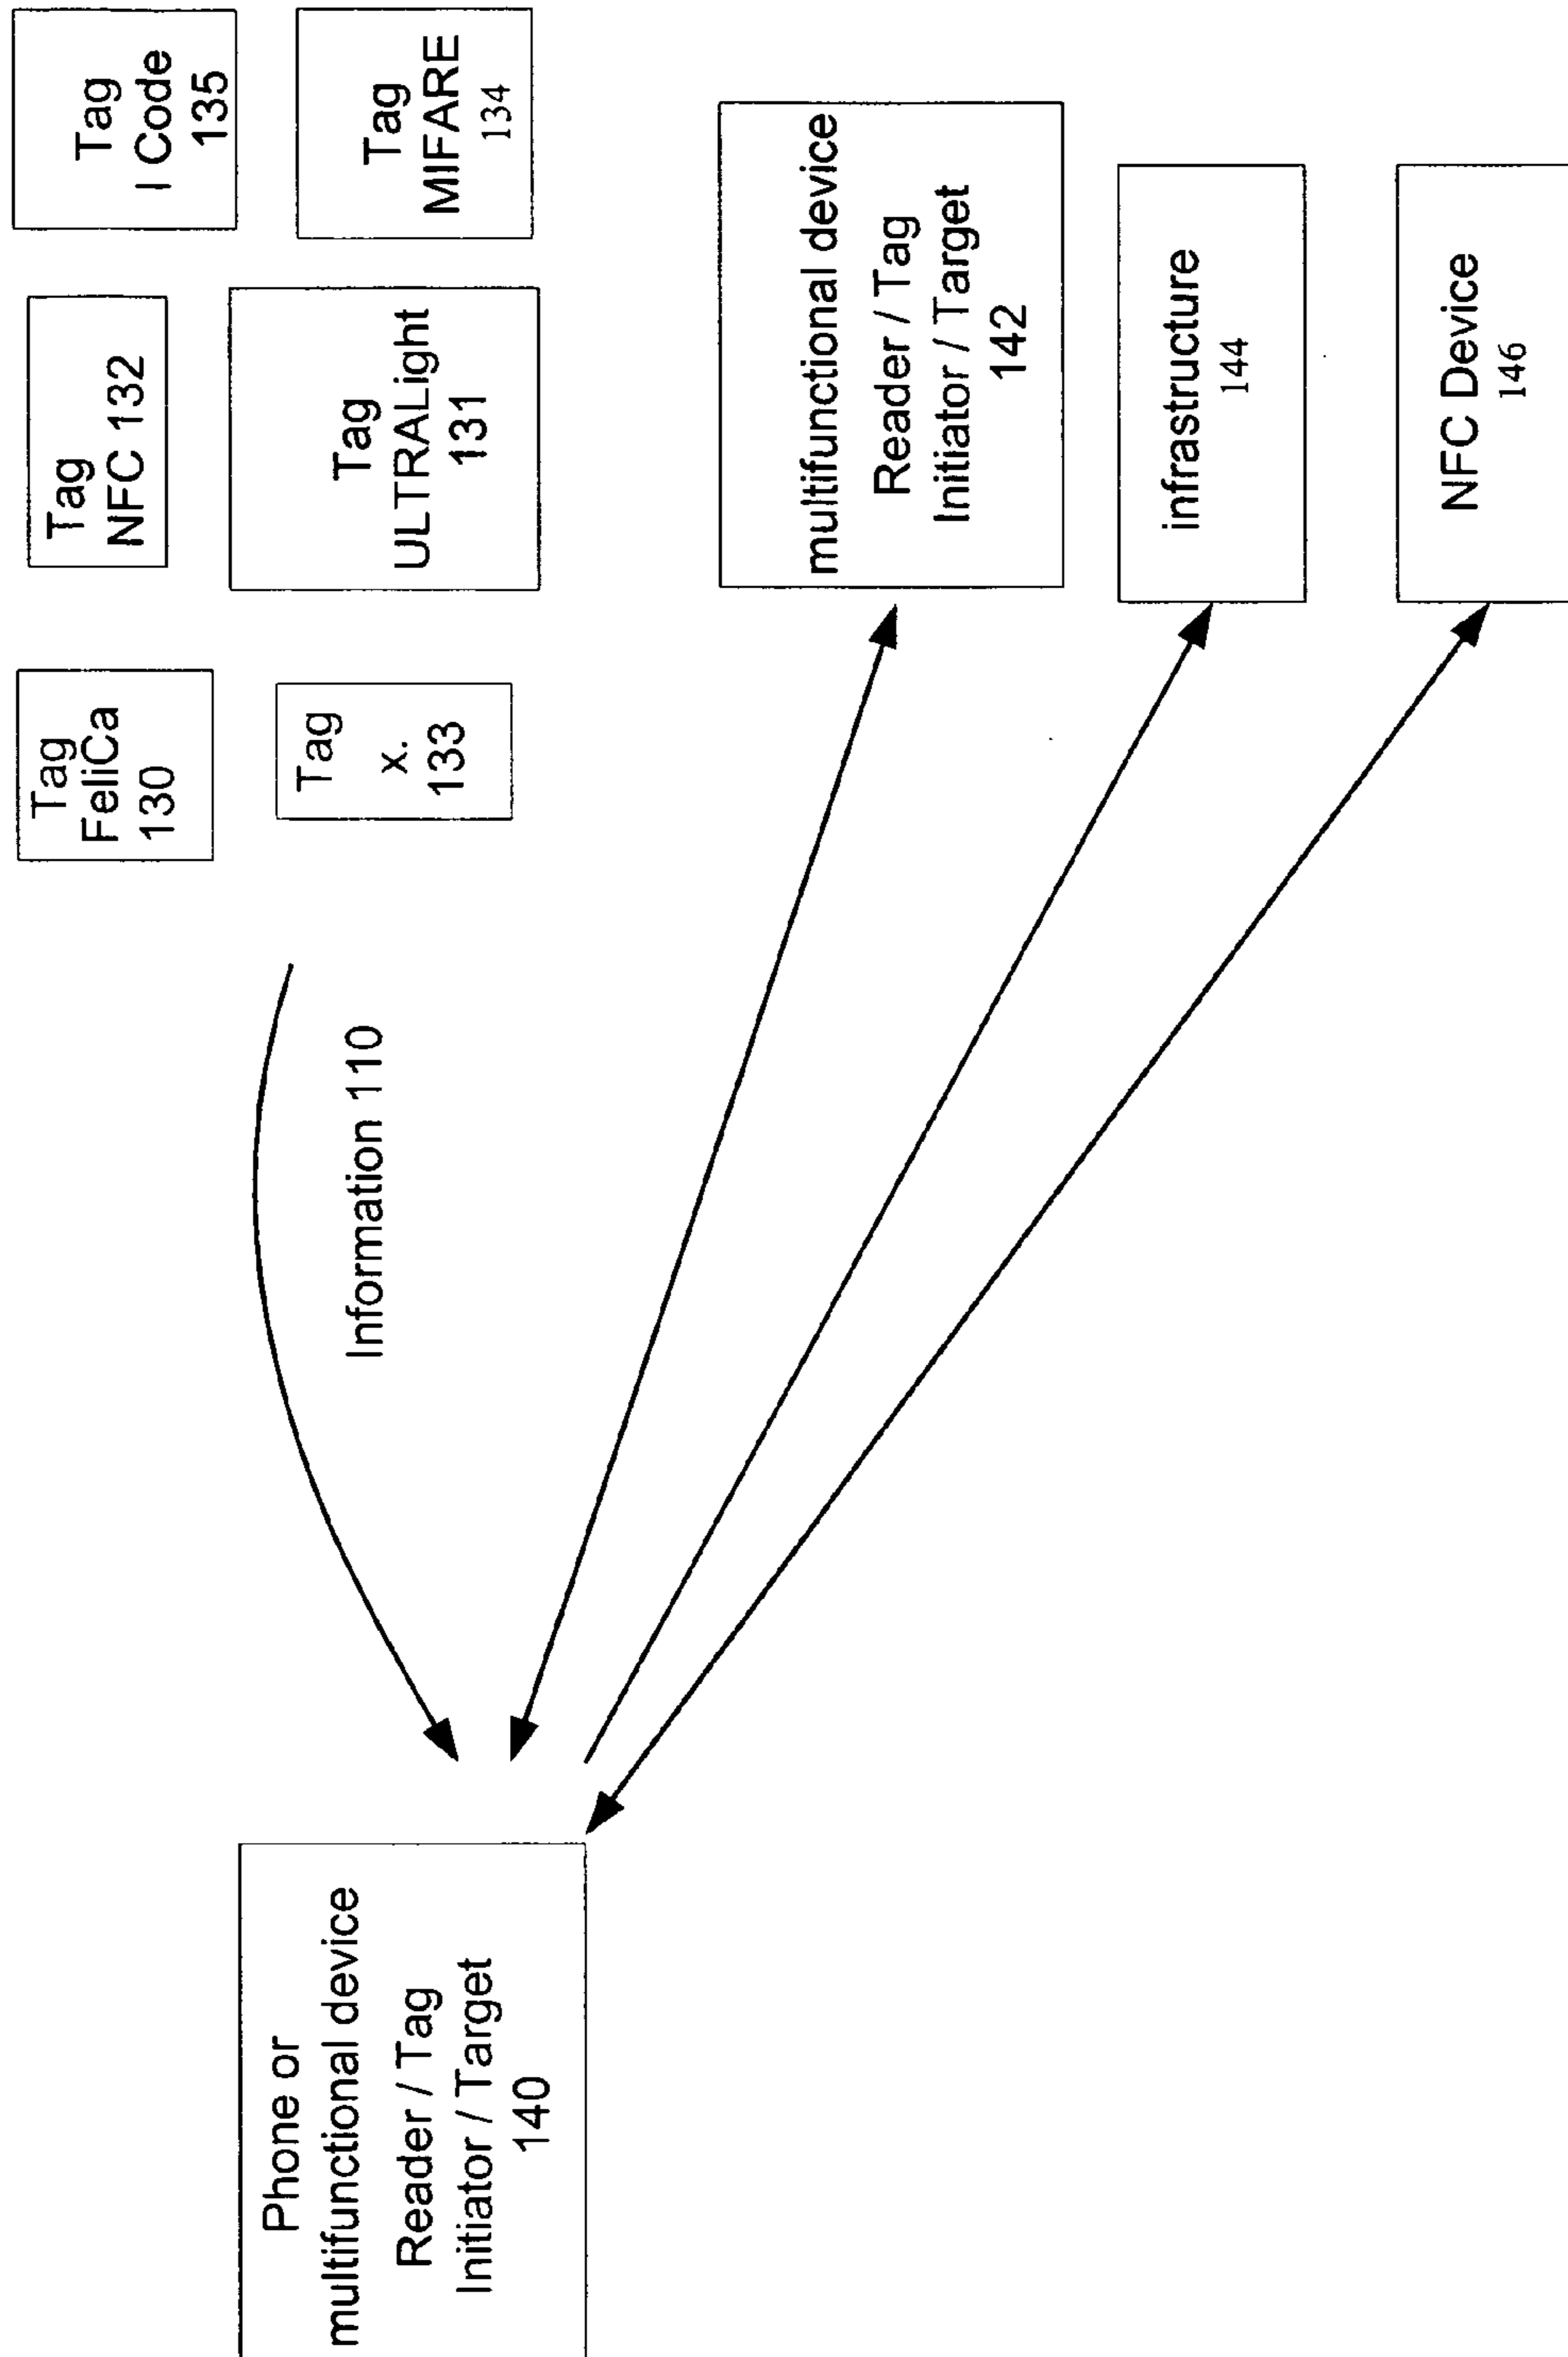 Phone or
multifunctional device
Reader / Tag
Initiator / Target
140
Information 110
Tag
FeliCa
130
Tag
x.
133
Tag
NFC 132
Tag
ULTRALight
131
Tag
I Code
135
Tag
MIFARE
134
multifunctional device
Reader / Tag
Initiator / Target
142
infrastructure
144
NFC Device
146